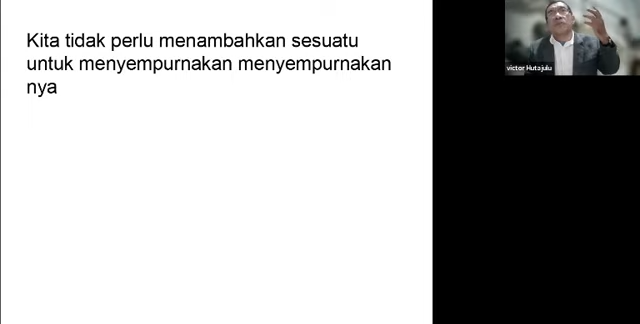 Kita tidak perlu menambahkan sesuatu
untuk menyempurnakan menyempurnakan
nya
victor Hutajulu